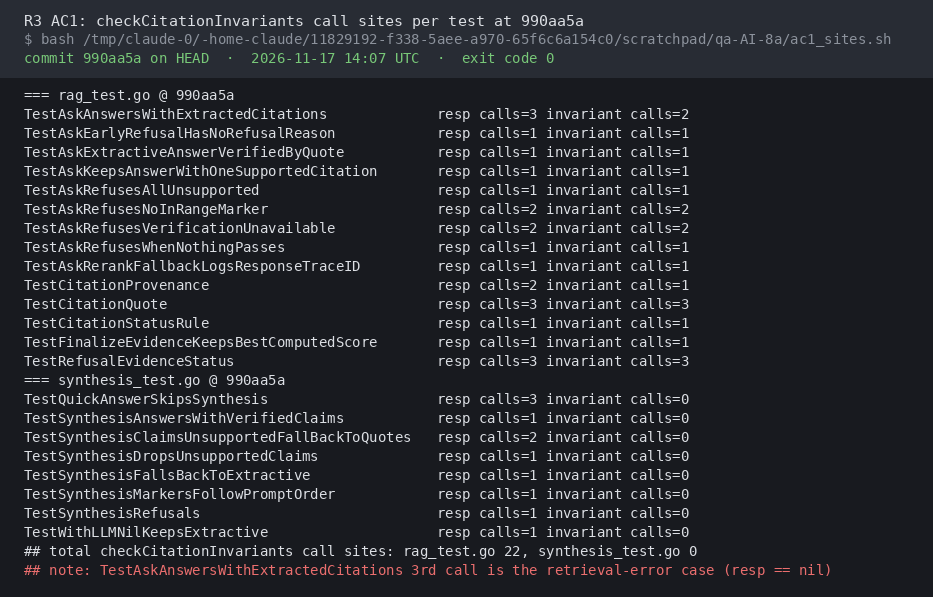 R3 AC1: checkCitationInvariants call sites per test at 990aa5a
$ bash /tmp/claude-0/-home-claude/11829192-f338-5aee-a970-65f6c6a154c0/scratchpad/qa-AI-8a/ac1_sites.sh
commit 990aa5a on HEAD · 2026-11-17 14:07 UTC · exit code 0
=== rag_test.go @ 990aa5a
TestAskAnswersWithExtractedCitations resp calls=3 invariant calls=2
TestAskEarlyRefusalHasNoRefusalReason resp calls=1 invariant calls=1
TestAskExtractiveAnswerVerifiedByQuote resp calls=1 invariant calls=1
TestAskKeepsAnswerWithOneSupportedCitation resp calls=1 invariant calls=1
TestAskRefusesAllUnsupported resp calls=1 invariant calls=1
TestAskRefusesNoInRangeMarker resp calls=2 invariant calls=2
TestAskRefusesVerificationUnavailable resp calls=2 invariant calls=2
TestAskRefusesWhenNothingPasses resp calls=1 invariant calls=1
TestAskRerankFallbackLogsResponseTraceID resp calls=1 invariant calls=1
TestCitationProvenance resp calls=2 invariant calls=1
TestCitationQuote resp calls=3 invariant calls=3
TestCitationStatusRule resp calls=1 invariant calls=1
TestFinalizeEvidenceKeepsBestComputedScore resp calls=1 invariant calls=1
TestRefusalEvidenceStatus resp calls=3 invariant calls=3
=== synthesis_test.go @ 990aa5a
TestQuickAnswerSkipsSynthesis resp calls=3 invariant calls=0
TestSynthesisAnswersWithVerifiedClaims resp calls=1 invariant calls=0
TestSynthesisClaimsUnsupportedFallBackToQuotes resp calls=2 invariant calls=0
TestSynthesisDropsUnsupportedClaims resp calls=1 invariant calls=0
TestSynthesisFallsBackToExtractive resp calls=1 invariant calls=0
TestSynthesisMarkersFollowPromptOrder resp calls=1 invariant calls=0
TestSynthesisRefusals resp calls=1 invariant calls=0
TestWithLLMNilKeepsExtractive resp calls=1 invariant calls=0
## total checkCitationInvariants call sites: rag_test.go 22, synthesis_test.go 0
## note: TestAskAnswersWithExtractedCitations 3rd call is the retrieval-error case (resp == nil)